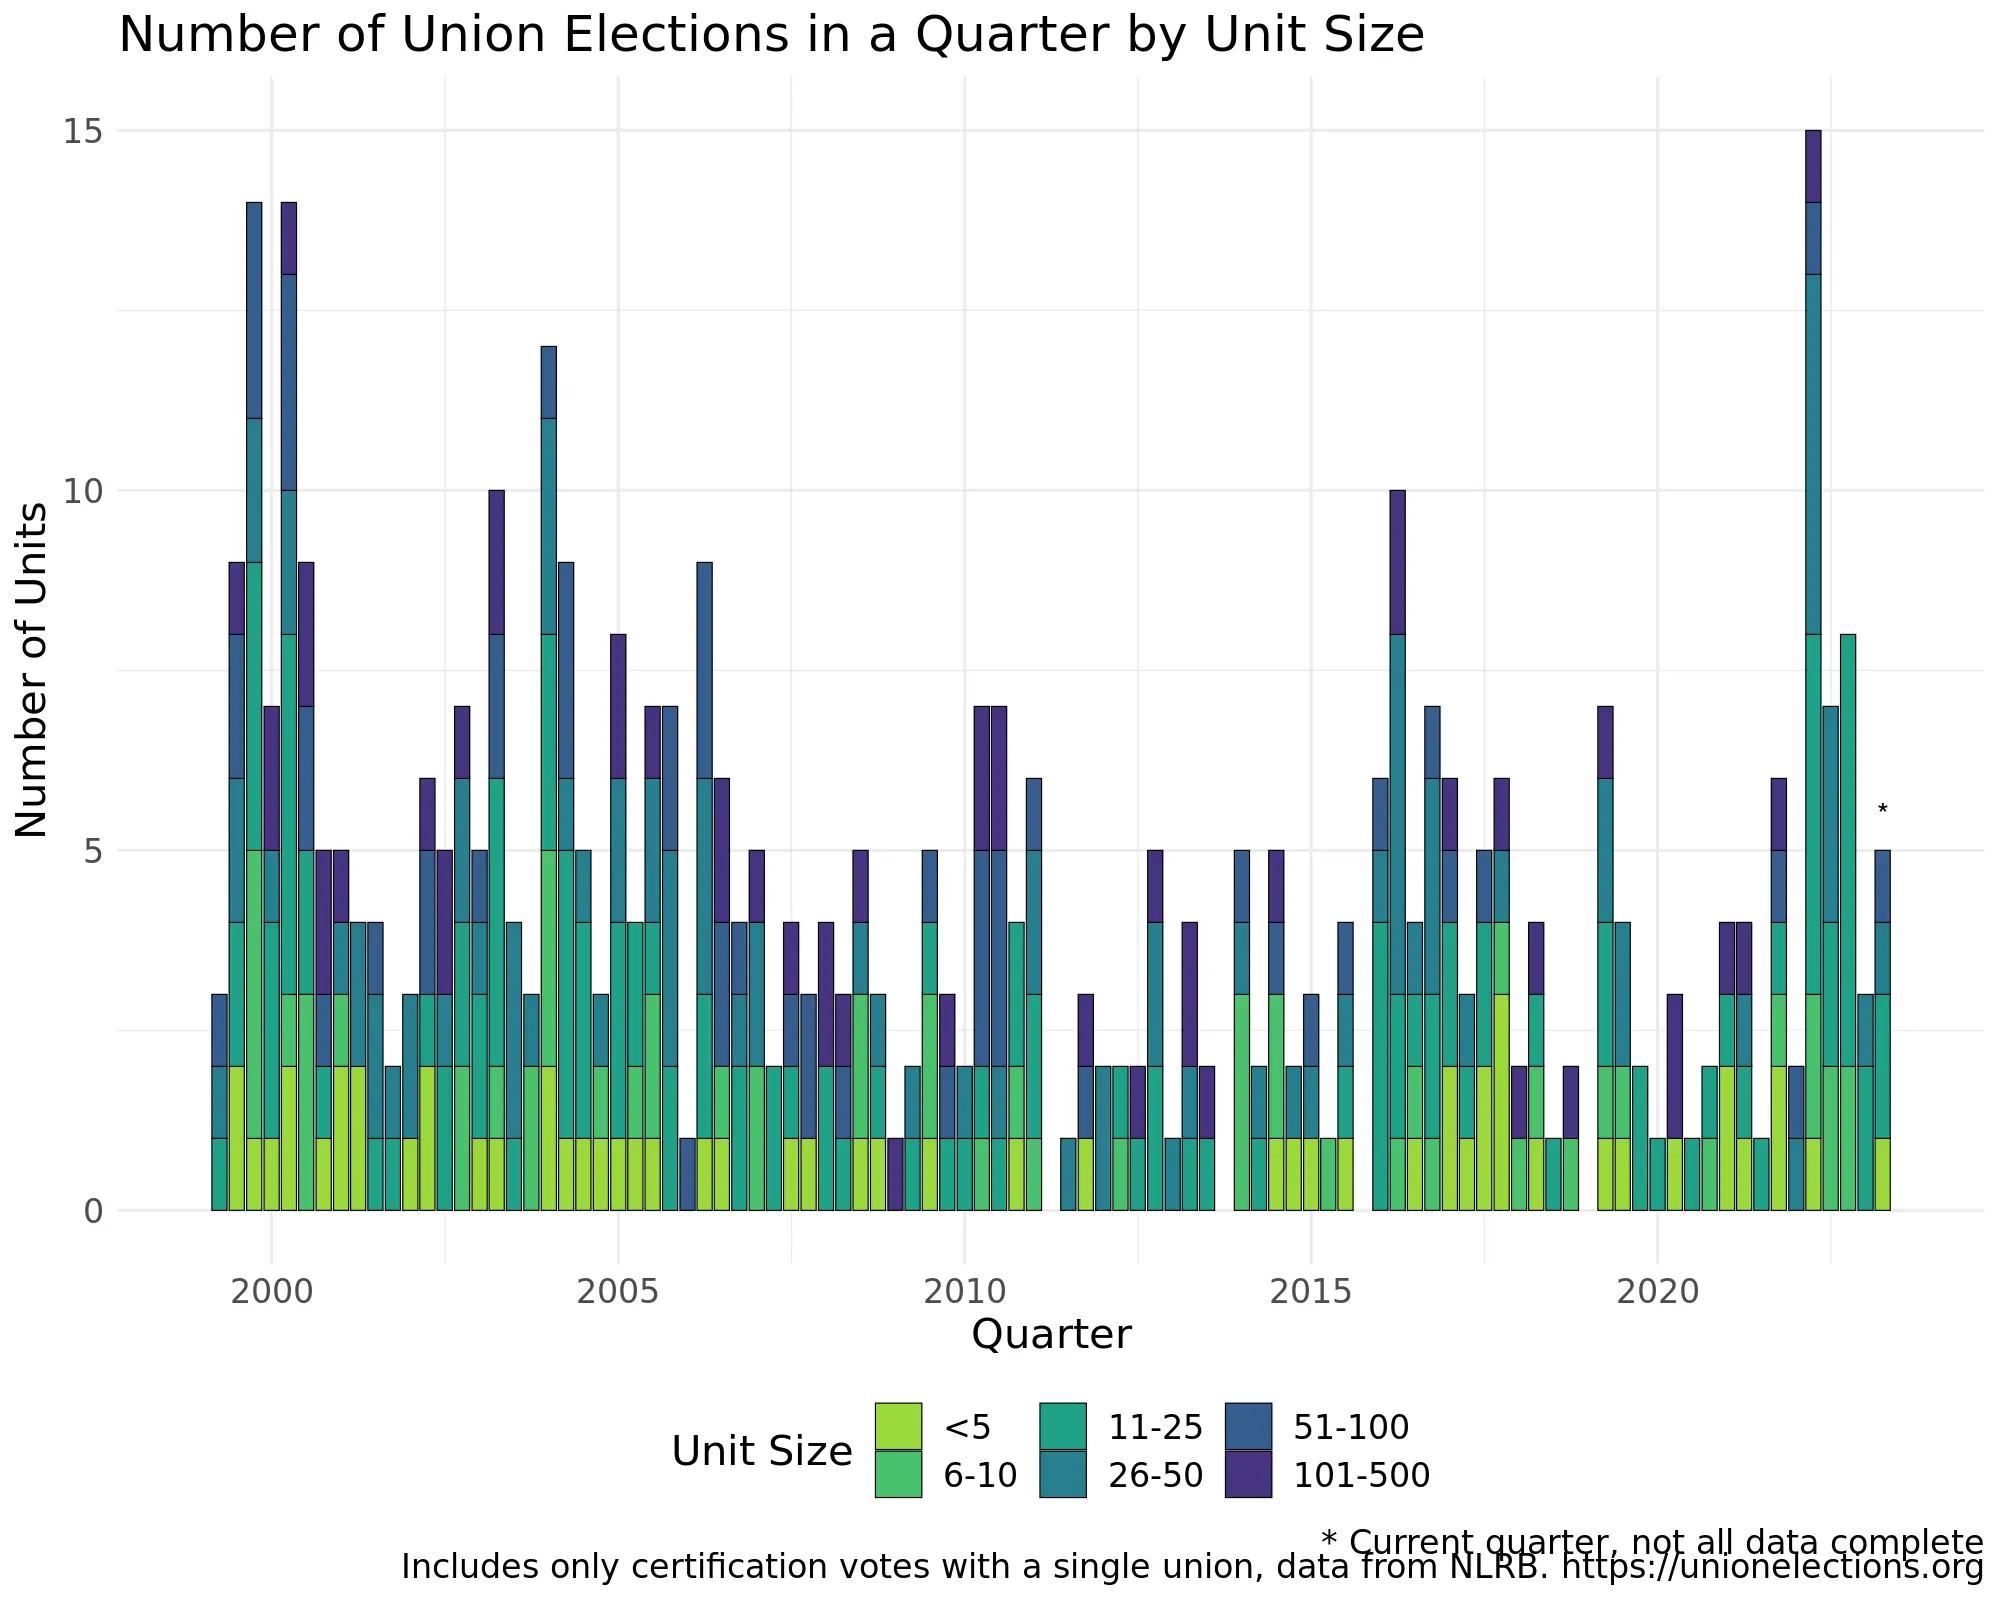 Number of Union Elections in a Quarter by Unit Size
Number of Units
15
10
5
0
*
2000 2005 2010 2015 2020
Quarter
Unit Size
<5 11-25 51-100
6-10 26-50 101-500
* Current quarter, not all data complete
Includes only certification votes with a single union, data from NLRB. https://unionelections.org